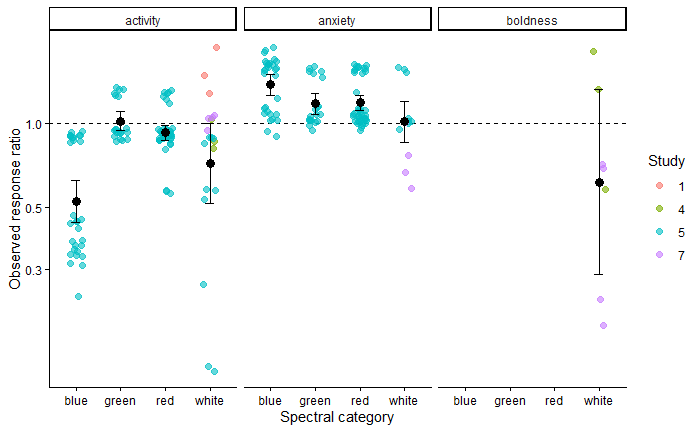 activity anxiety boldness
Observed response ratio
1.0
0.5
0.3
blue green red white blue green red white blue green red white
Spectral category
Study
1
4
5
7